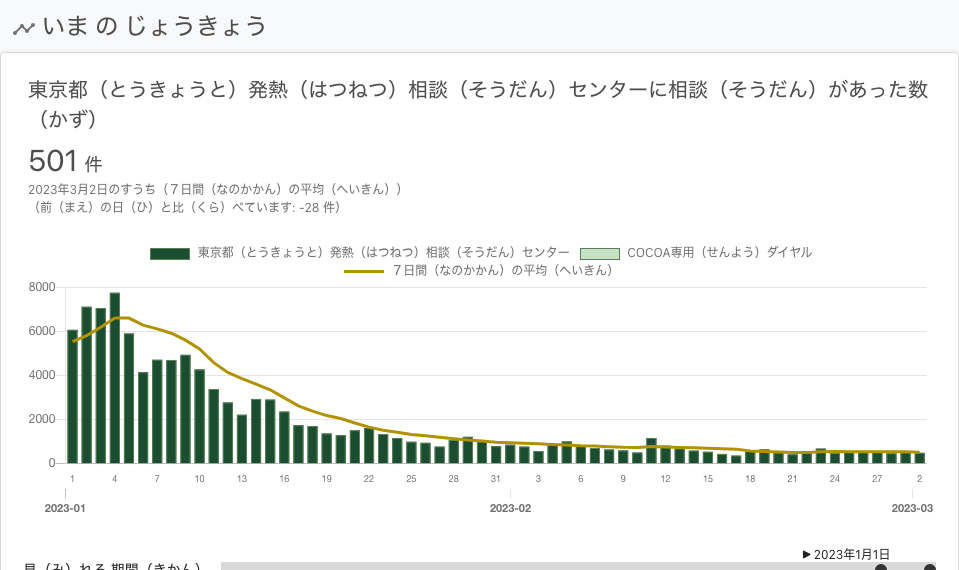 いま の じょうきょう
東京都（とうきょうと）発熱（はつねつ）相談（そうだん）センターに相談（そうだん）があった数
（かず）
501 件
2023年3月2日のすうち（７日間（なのかかん）の平均（へいきん））
（前（まえ）の日（ひ）と比（くら）べています: -28 件）
東京都（とうきょうと）発熱（はつねつ）相談（そうだん）センター COCOA専用（せんよう）ダイヤル
７日間（なのかかん）の平均（へいきん）
8000
6000
4000
2000
0
1 4 7 10 13 16 19 22 25 28 31 3 6 9 12 15 18 21 24 27 2
2023-01 2023-02 2023-03
2023年1月1日
見（み）れる 期間（きかん）